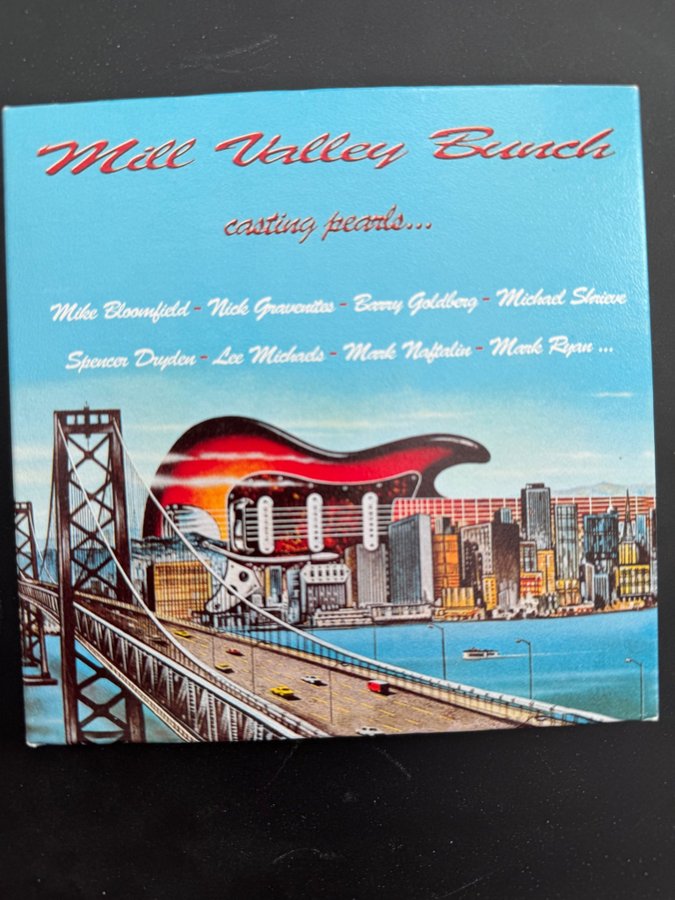 Mill Valley Bunch
casting pearls...
Mike Bloomfield - Nick Gravenites - Barry Goldberg - Michael Shrieve
Spencer Dryden - Lee Michaels - Mark Naftalin - Mark Ryan ...